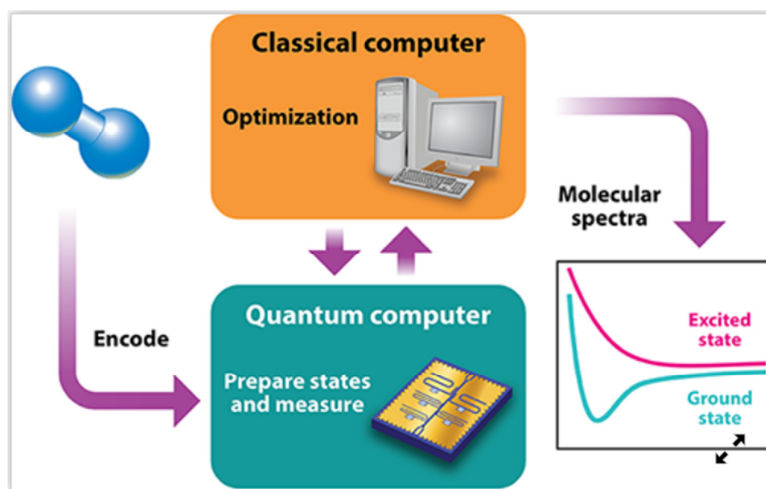 Classical computer
Optimization
Molecular
spectra
Quantum computer
Encode
Prepare states
and measure
Excited
state
Ground
state